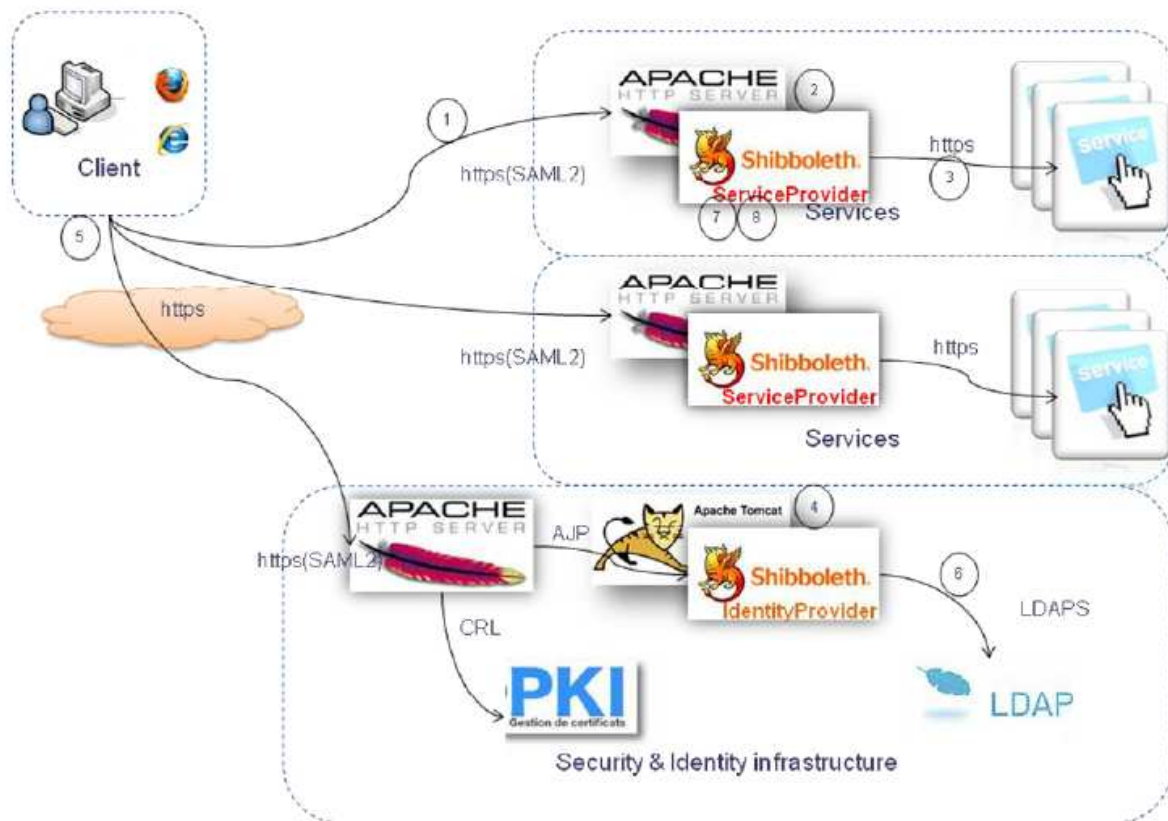 APACHE
HTTP SERVER
2
1
Shibboleth.
https
service
https(SAML2)
3
Client
ServiceProvider
7
8
Services
5
APACHE
HTTP SERVER
https
https
https(SAML2)
Shibboleth.
service
ServiceProvider
Services
APACHE
HTTP SERVER
AJP
Apache Tomcat
4
https(SAML2)
Shibboleth.
6
IdentityProvider
LDAPS
CRL
PKI
Gestion de certificats
LDAP
Security & Identity infrastructure